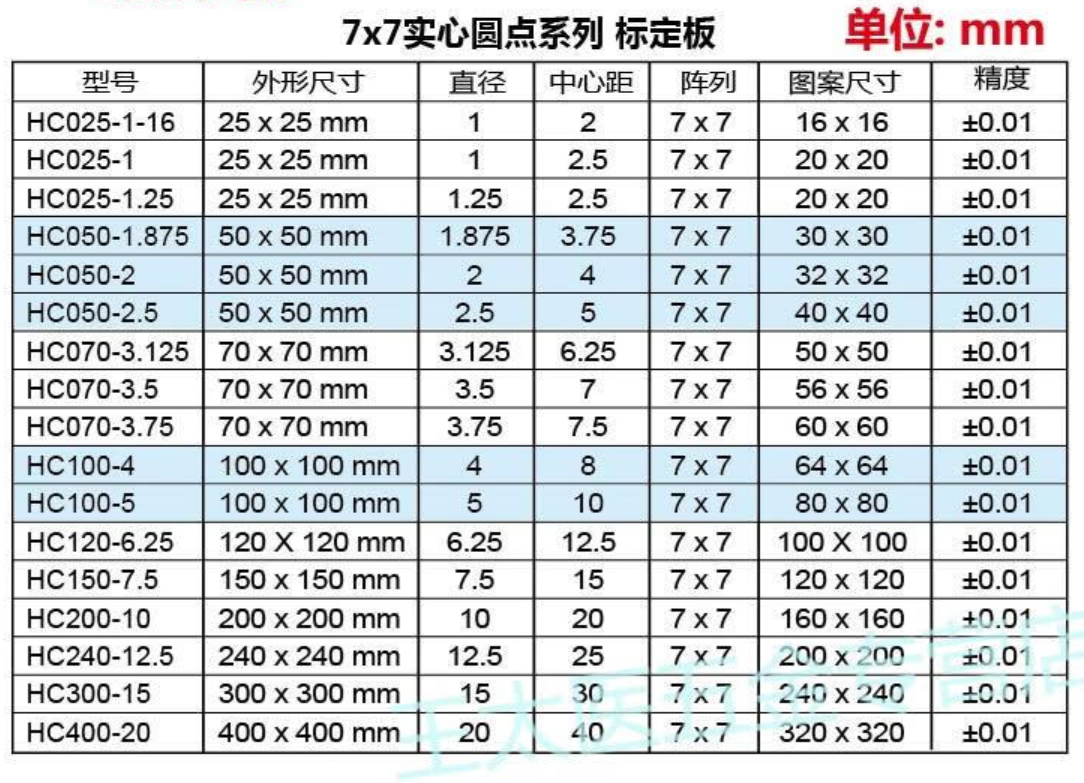 7x7实心圆点系列 标定板
单位: mm
型号 外形尺寸 直径 中心距 阵列 图案尺寸 精度
HC025-1-16 25 x 25 mm 1 2 7 x 7 16 x 16 ±0.01
HC025-1 25 x 25 mm 1 2.5 7 x 7 20 x 20 ±0.01
HC025-1.25 25 x 25 mm 1.25 2.5 7 x 7 20 x 20 ±0.01
HC050-1.875 50 x 50 mm 1.875 3.75 7 x 7 30 x 30 ±0.01
HC050-2 50 x 50 mm 2 4 7 x 7 32 x 32 ±0.01
HC050-2.5 50 x 50 mm 2.5 5 7 x 7 40 x 40 ±0.01
HC070-3.125 70 x 70 mm 3.125 6.25 7 x 7 50 x 50 ±0.01
HC070-3.5 70 x 70 mm 3.5 7 7 x 7 56 x 56 ±0.01
HC070-3.75 70 x 70 mm 3.75 7.5 7 x 7 60 x 60 ±0.01
HC100-4 100 x 100 mm 4 8 7 x 7 64 x 64 ±0.01
HC100-5 100 x 100 mm 5 10 7 x 7 80 x 80 ±0.01
HC120-6.25 120 X 120 mm 6.25 12.5 7 x 7 100 X 100 ±0.01
HC150-7.5 150 x 150 mm 7.5 15 7 x 7 120 x 120 ±0.01
HC200-10 200 x 200 mm 10 20 7 x 7 160 x 160 ±0.01
HC240-12.5 240 x 240 mm 12.5 25 7 x 7 200 x 200 ±0.01
HC300-15 300 x 300 mm 15 30 7 x 7 240 x 240 ±0.01
HC400-20 400 x 400 mm 20 40 7 x 7 320 x 320 ±0.01
王太医五金专营店